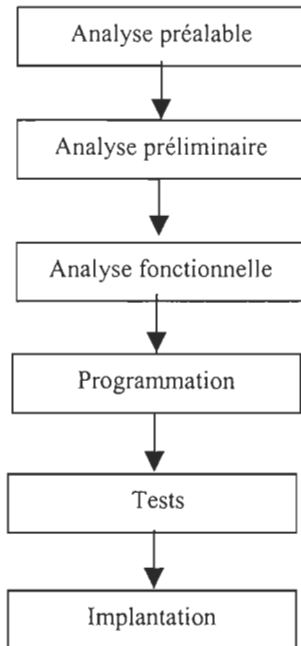 Analyse préalable
Analyse préliminaire
Analyse fonctionnelle
Programmation
Tests
Implantation